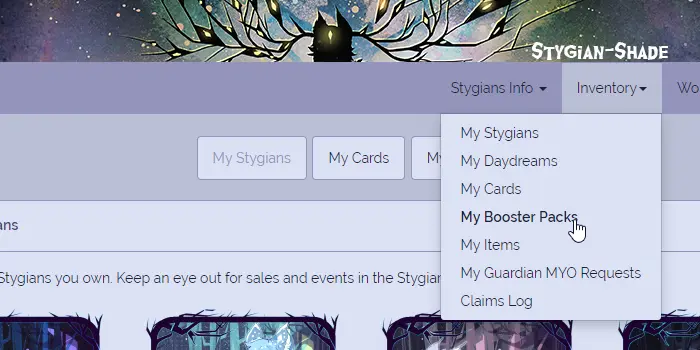 Stygian-Shade
Stygians Info
Inventory
Wo
My Stygians
My Cards
My
My Stygians
My Daydreams
My Cards
My Booster Packs
My Items
My Guardian MYO Requests
Claims Log
ans
Stygians you own. Keep an eye out for sales and events in the Stygian